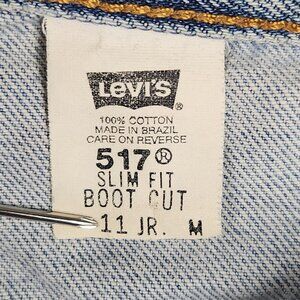 Levi's ®
100% COTTON
MADE IN BRAZIL
CARE ON REVERSE
517®
SLIM FIT
BOOT CUT
11 JR. M